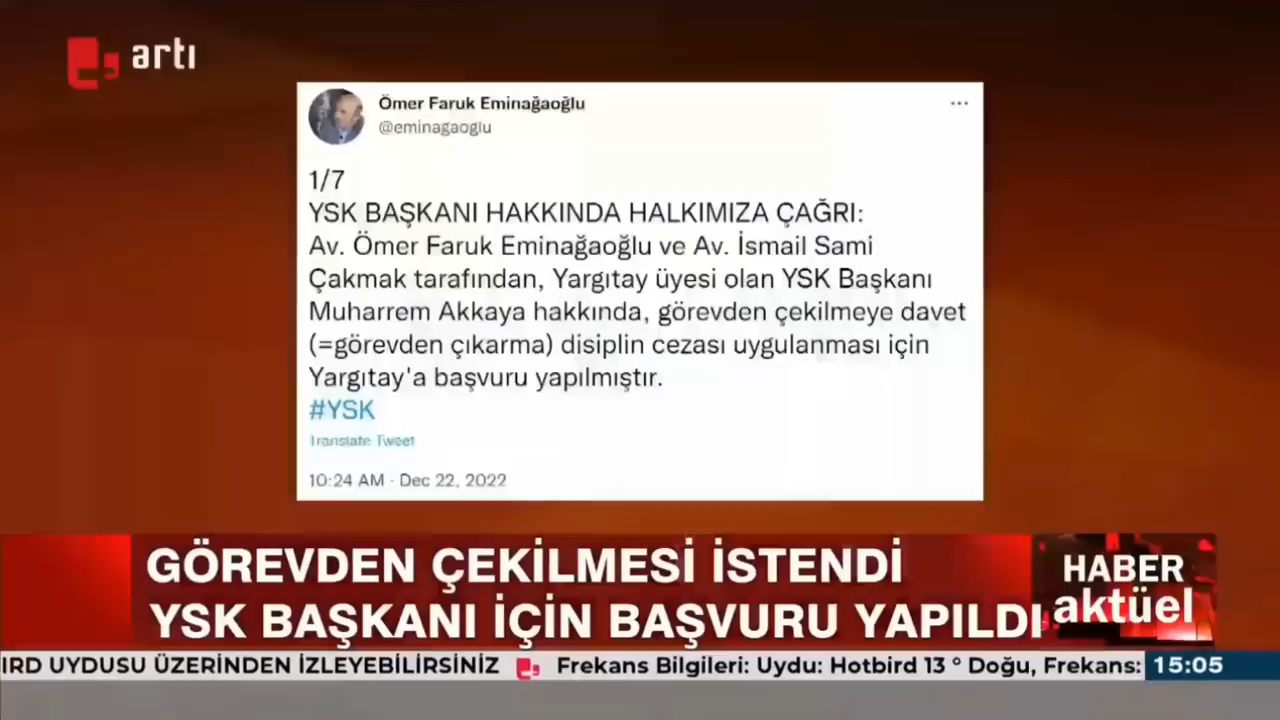 artı
Ömer Faruk Eminağaoğlu
@eminagaoglu
1/7
YSK BAŞKANI HAKKINDA HALKIMIZA ÇAĞRI:
Av. Ömer Faruk Eminağaoğlu ve Av. İsmail Sami
Çakmak tarafından, Yargıtay üyesi olan YSK Başkanı
Muharrem Akkaya hakkında, görevden çekilmeye davet
(=görevden çıkarma) disiplin cezası uygulanması için
Yargıtay'a başvuru yapılmıştır.
#YSK
Translate Tweet
10:24 AM · Dec 22, 2022
GÖREVDEN ÇEKİLMESİ İSTENDİ
YSK BAŞKANI İÇİN BAŞVURU YAPILDI
HABER
aktüel
IRD UYDUSU ÜZERİNDEN İZLEYEBİLİRSİNİZ Frekans Bilgileri: Uydu: Hotbird 13 ° Doğu, Frekans: 15:05